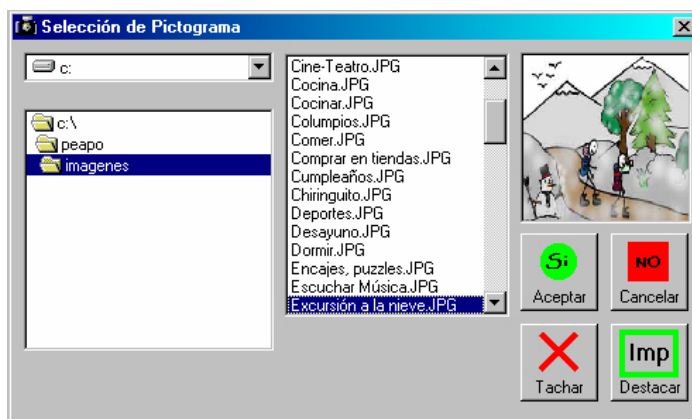 Selección de Pictograma
c:
c:\
peapo
imagenes
Cine-Teatro.JPG
Cocina.JPG
Cocinar.JPG
Columpios.JPG
Comer.JPG
Comprar en tiendas.JPG
Cumpleaños.JPG
Chiringuito.JPG
Deportes.JPG
Desayuno.JPG
Dormir.JPG
Encajes, puzzles.JPG
Escuchar Música.JPG
Excursión a la nieve.JPG
Si
Aceptar
NO
Cancelar
Tachar
Imp
Destacar